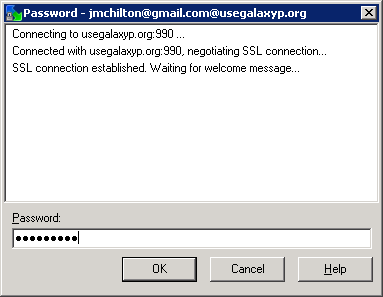 Password - jmchilton@gmail.com@usegalaxyp.org
Connecting to usegalaxyp.org:990 ...
Connected with usegalaxyp.org:990, negotiating SSL connection...
SSL connection established. Waiting for welcome message...
Password:
●●●●●●●●●
OK Cancel Help